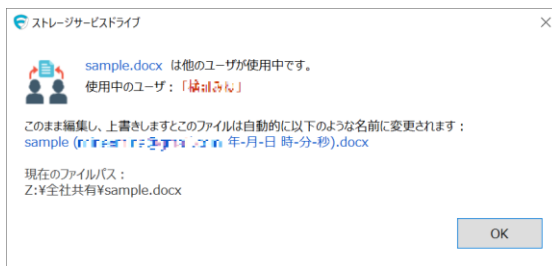 ストレージサービスドライブ
sample.docx は他のユーザが使用中です。
使用中のユーザ：「」
このまま編集し、上書きしますとこのファイルは自動的に以下のような名前に変更されます：
sample ( 年-月-日 時-分-秒).docx
現在のファイルパス：
Z:¥全社共有¥sample.docx
OK